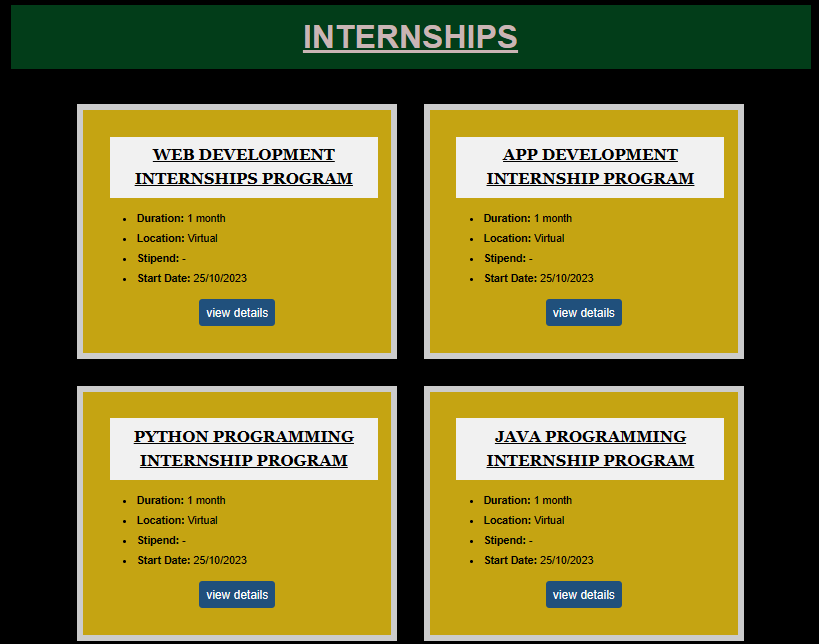 INTERNSHIPS
WEB DEVELOPMENT
INTERNSHIPS PROGRAM
Duration: 1 month
Location: Virtual
Stipend: -
Start Date: 25/10/2023
view details
APP DEVELOPMENT
INTERNSHIP PROGRAM
Duration: 1 month
Location: Virtual
Stipend: -
Start Date: 25/10/2023
view details
PYTHON PROGRAMMING
INTERNSHIP PROGRAM
Duration: 1 month
Location: Virtual
Stipend: -
Start Date: 25/10/2023
view details
JAVA PROGRAMMING
INTERNSHIP PROGRAM
Duration: 1 month
Location: Virtual
Stipend: -
Start Date: 25/10/2023
view details